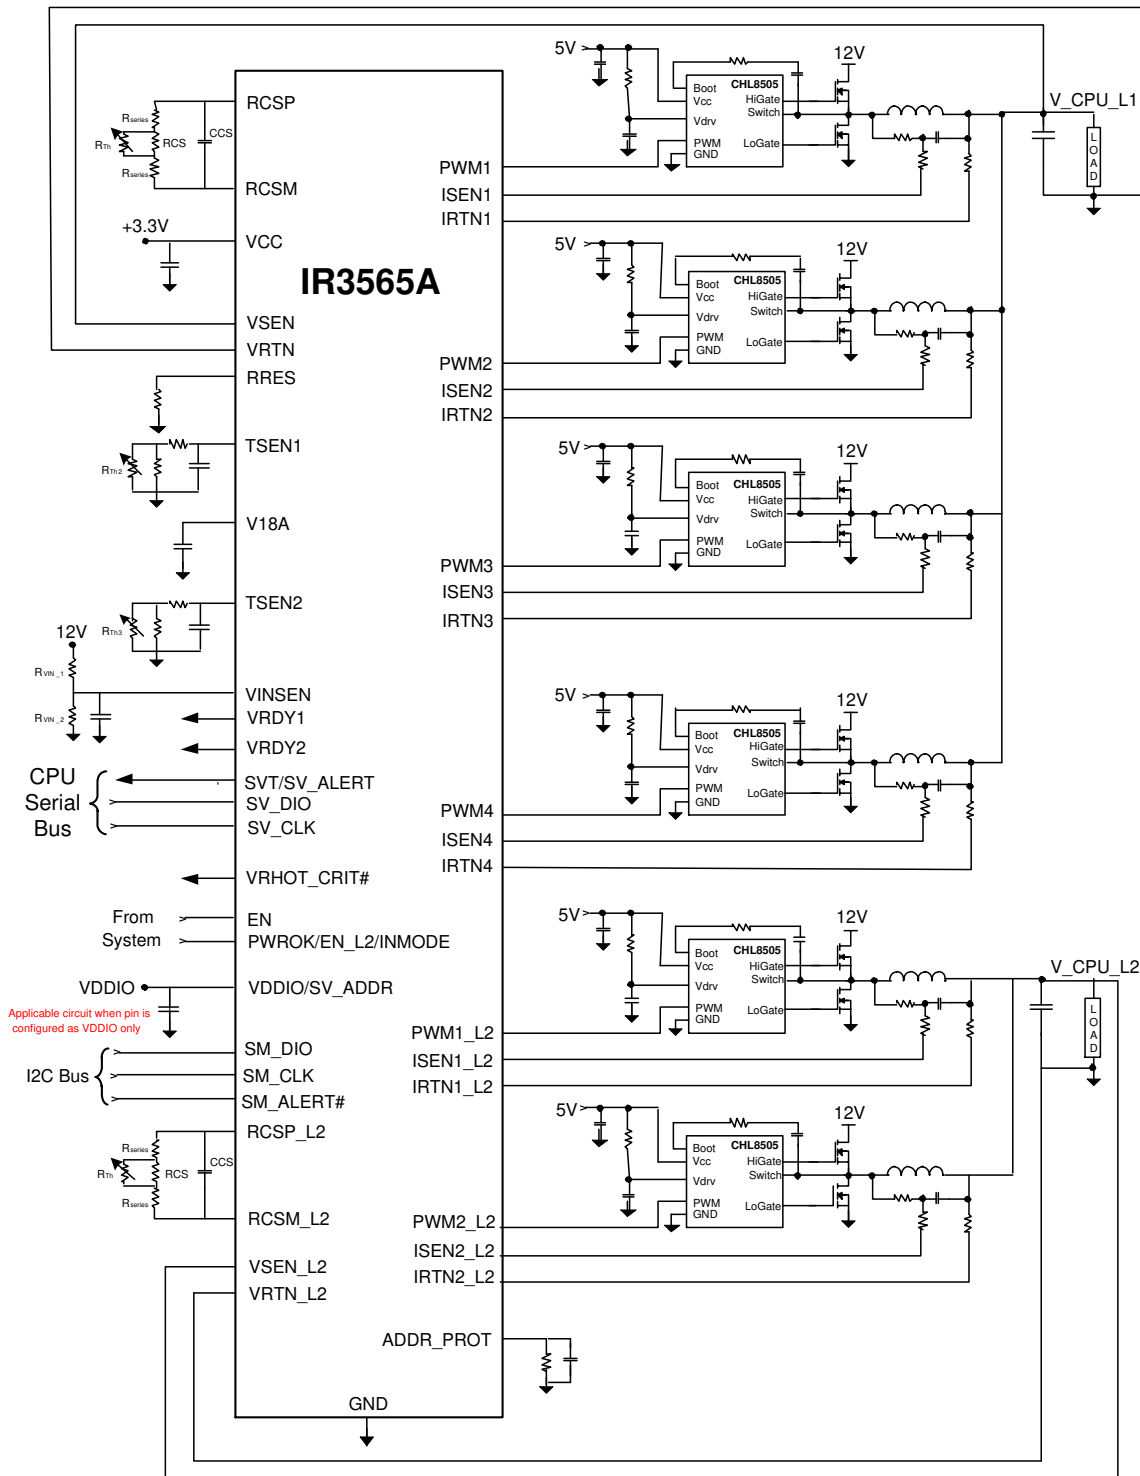 IR3565A
RCSP
Rseries
RTh
RCS
CCS
Rseries
RCSM
+3.3V
VCC
VSEN
VRTN
RRES
TSEN1
RTh2
V18A
TSEN2
RTh3
12V
RVIN_1
VINSEN
RVIN_2
VRDY1
VRDY2
CPU
Serial
Bus
SVT/SV_ALERT
SV_DIO
SV_CLK
VRHOT_CRIT#
From
System
EN
PWROK/EN_L2/INMODE
VDDIO
VDDIO/SV_ADDR
Applicable circuit when pin is
configured as VDDIO only
I2C Bus
SM_DIO
SM_CLK
SM_ALERT#
RCSP_L2
Rseries
RTh
RCS
CCS
Rseries
RCSM_L2
VSEN_L2
VRTN_L2
GND
PWM1
ISEN1
IRTN1
PWM2
ISEN2
IRTN2
PWM3
ISEN3
IRTN3
PWM4
ISEN4
IRTN4
PWM1_L2
ISEN1_L2
IRTN1_L2
PWM2_L2
ISEN2_L2
IRTN2_L2
ADDR_PROT
5V
12V
CHL8505
Boot
Vcc
HiGate
Switch
Vdrv
PWM
LoGate
GND
V_CPU_L1
LOAD
5V
12V
CHL8505
Boot
Vcc
HiGate
Switch
Vdrv
PWM
LoGate
GND
5V
12V
CHL8505
Boot
Vcc
HiGate
Switch
Vdrv
PWM
LoGate
GND
5V
12V
CHL8505
Boot
Vcc
HiGate
Switch
Vdrv
PWM
LoGate
GND
5V
12V
CHL8505
Boot
Vcc
HiGate
Switch
Vdrv
PWM
LoGate
GND
V_CPU_L2
LOAD
5V
12V
CHL8505
Boot
Vcc
HiGate
Switch
Vdrv
PWM
LoGate
GND